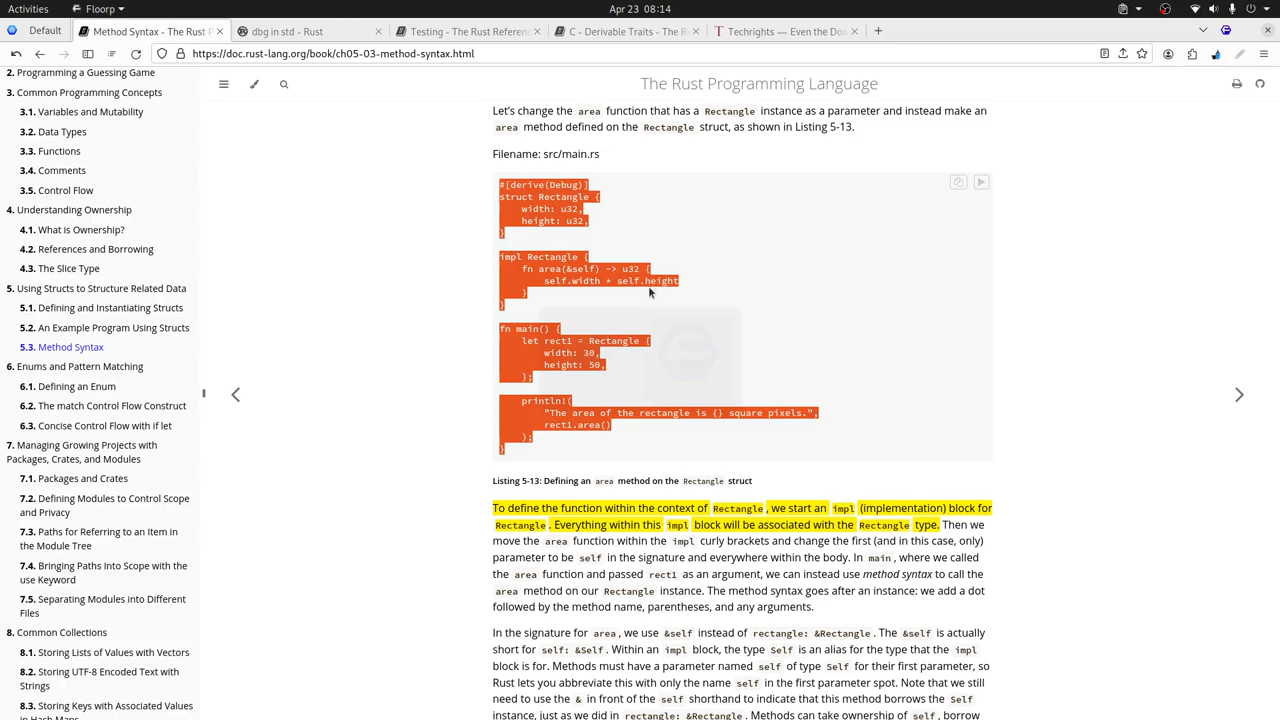 Activities
Floorp
Apr 23 08:14
Default
Method Syntax - The Rust P
dbg in std - Rust
Testing - The Rust Referenc
C - Derivable Traits - The Ru
Techrights — Even the Doa
https://doc.rust-lang.org/book/ch05-03-method-syntax.html
2. Programming a Guessing Game
3. Common Programming Concepts
3.1. Variables and Mutability
3.2. Data Types
3.3. Functions
3.4. Comments
3.5. Control Flow
4. Understanding Ownership
4.1. What is Ownership?
4.2. References and Borrowing
4.3. The Slice Type
5. Using Structs to Structure Related Data
5.1. Defining and Instantiating Structs
5.2. An Example Program Using Structs
5.3. Method Syntax
6. Enums and Pattern Matching
6.1. Defining an Enum
6.2. The match Control Flow Construct
6.3. Concise Control Flow with if let
7. Managing Growing Projects with
Packages, Crates, and Modules
7.1. Packages and Crates
7.2. Defining Modules to Control Scope
and Privacy
7.3. Paths for Referring to an Item in
the Module Tree
7.4. Bringing Paths Into Scope with the
use Keyword
7.5. Separating Modules into Different
Files
8. Common Collections
8.1. Storing Lists of Values with Vectors
8.2. Storing UTF-8 Encoded Text with
Strings
8.3. Storing Keys with Associated Values
in Hash Maps
The Rust Programming Language
Let's change the area function that has a Rectangle instance as a parameter and instead make an
area method defined on the Rectangle struct, as shown in Listing 5-13.
Filename: src/main.rs
#[derive(Debug)]
struct Rectangle {
    width: u32,
    height: u32,
}
impl Rectangle {
    fn area(&self) -> u32 {
        self.width * self.height
    }
}
fn main() {
    let rect1 = Rectangle {
        width: 30,
        height: 50,
    };
    println!(
        "The area of the rectangle is {} square pixels.",
        rect1.area()
    );
}
Listing 5-13: Defining an area method on the Rectangle struct
To define the function within the context of Rectangle, we start an impl (implementation) block for
Rectangle. Everything within this impl block will be associated with the Rectangle type. Then we
move the area function within the impl curly brackets and change the first (and in this case, only)
parameter to be self in the signature and everywhere within the body. In main, where we called
the area function and passed rect1 as an argument, we can instead use method syntax to call the
area method on our Rectangle instance. The method syntax goes after an instance: we add a dot
followed by the method name, parentheses, and any arguments.
In the signature for area, we use &self instead of rectangle: &Rectangle. The &self is actually
short for self: &Self. Within an impl block, the type Self is an alias for the type that the impl
block is for. Methods must have a parameter named self of type Self for their first parameter, so
Rust lets you abbreviate this with only the name self in the first parameter spot. Note that we still
need to use the & in front of the self shorthand to indicate that this method borrows the Self
instance, just as we did in rectangle: &Rectangle. Methods can take ownership of self, borrow